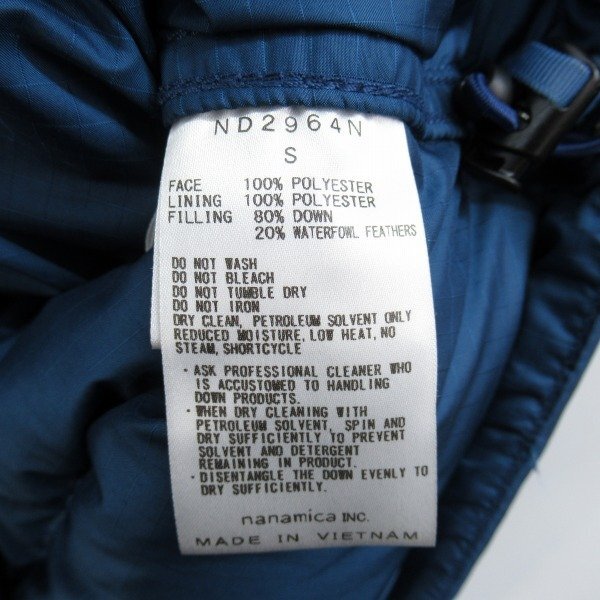 ND2964N
S
FACE 100% POLYESTER
LINING 100% POLYESTER
FILLING 80% DOWN
20% WATERFOWL FEATHERS
DO NOT WASH
DO NOT BLEACH
DO NOT TUMBLE DRY
DO NOT IRON
DRY CLEAN, PETROLEUM SOLVENT ONLY
REDUCED MOISTURE, LOW HEAT, NO
STEAM, SHORTCYCLE
・ASK PROFESSIONAL CLEANER WHO
IS ACCUSTOMED TO HANDLING
DOWN PRODUCTS.
・WHEN DRY CLEANING WITH
PETROLEUM SOLVENT, SPIN AND
DRY SUFFICIENTLY TO PREVENT
SOLVENT AND DETERGENT
REMAINING IN PRODUCT.
・DISENTANGLE THE DOWN EVENLY TO
DRY SUFFICIENTLY.
nanamica INC.
MADE IN VIETNAM